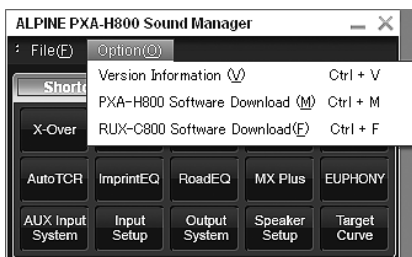 ALPINE PXA-H800 Sound Manager
File(F) Option(O)
Version Information (V) Ctrl + V
PXA-H800 Software Download (M) Ctrl + M
RUX-C800 Software Download(F) Ctrl + F
X-Over
AutoTCR ImprintEQ RoadEQ MX Plus EUPHONY
AUX Input System Input Setup Output System Speaker Setup Target Curve